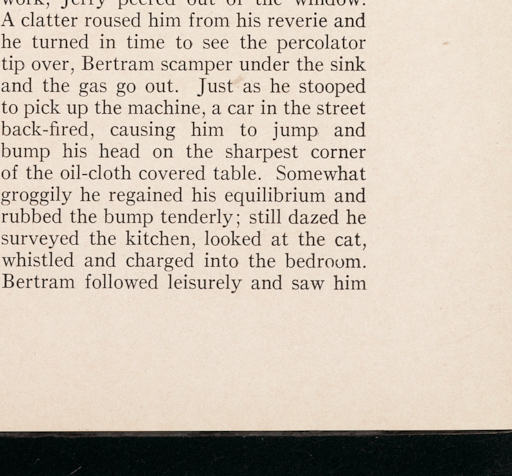 work, Jerry peered out of the window.
A clatter roused him from his reverie and
he turned in time to see the percolator
tip over, Bertram scamper under the sink
and the gas go out. Just as he stooped
to pick up the machine, a car in the street
back-fired, causing him to jump and
bump his head on the sharpest corner
of the oil-cloth covered table. Somewhat
groggily he regained his equilibrium and
rubbed the bump tenderly; still dazed he
surveyed the kitchen, looked at the cat,
whistled and charged into the bedroom.
Bertram followed leisurely and saw him